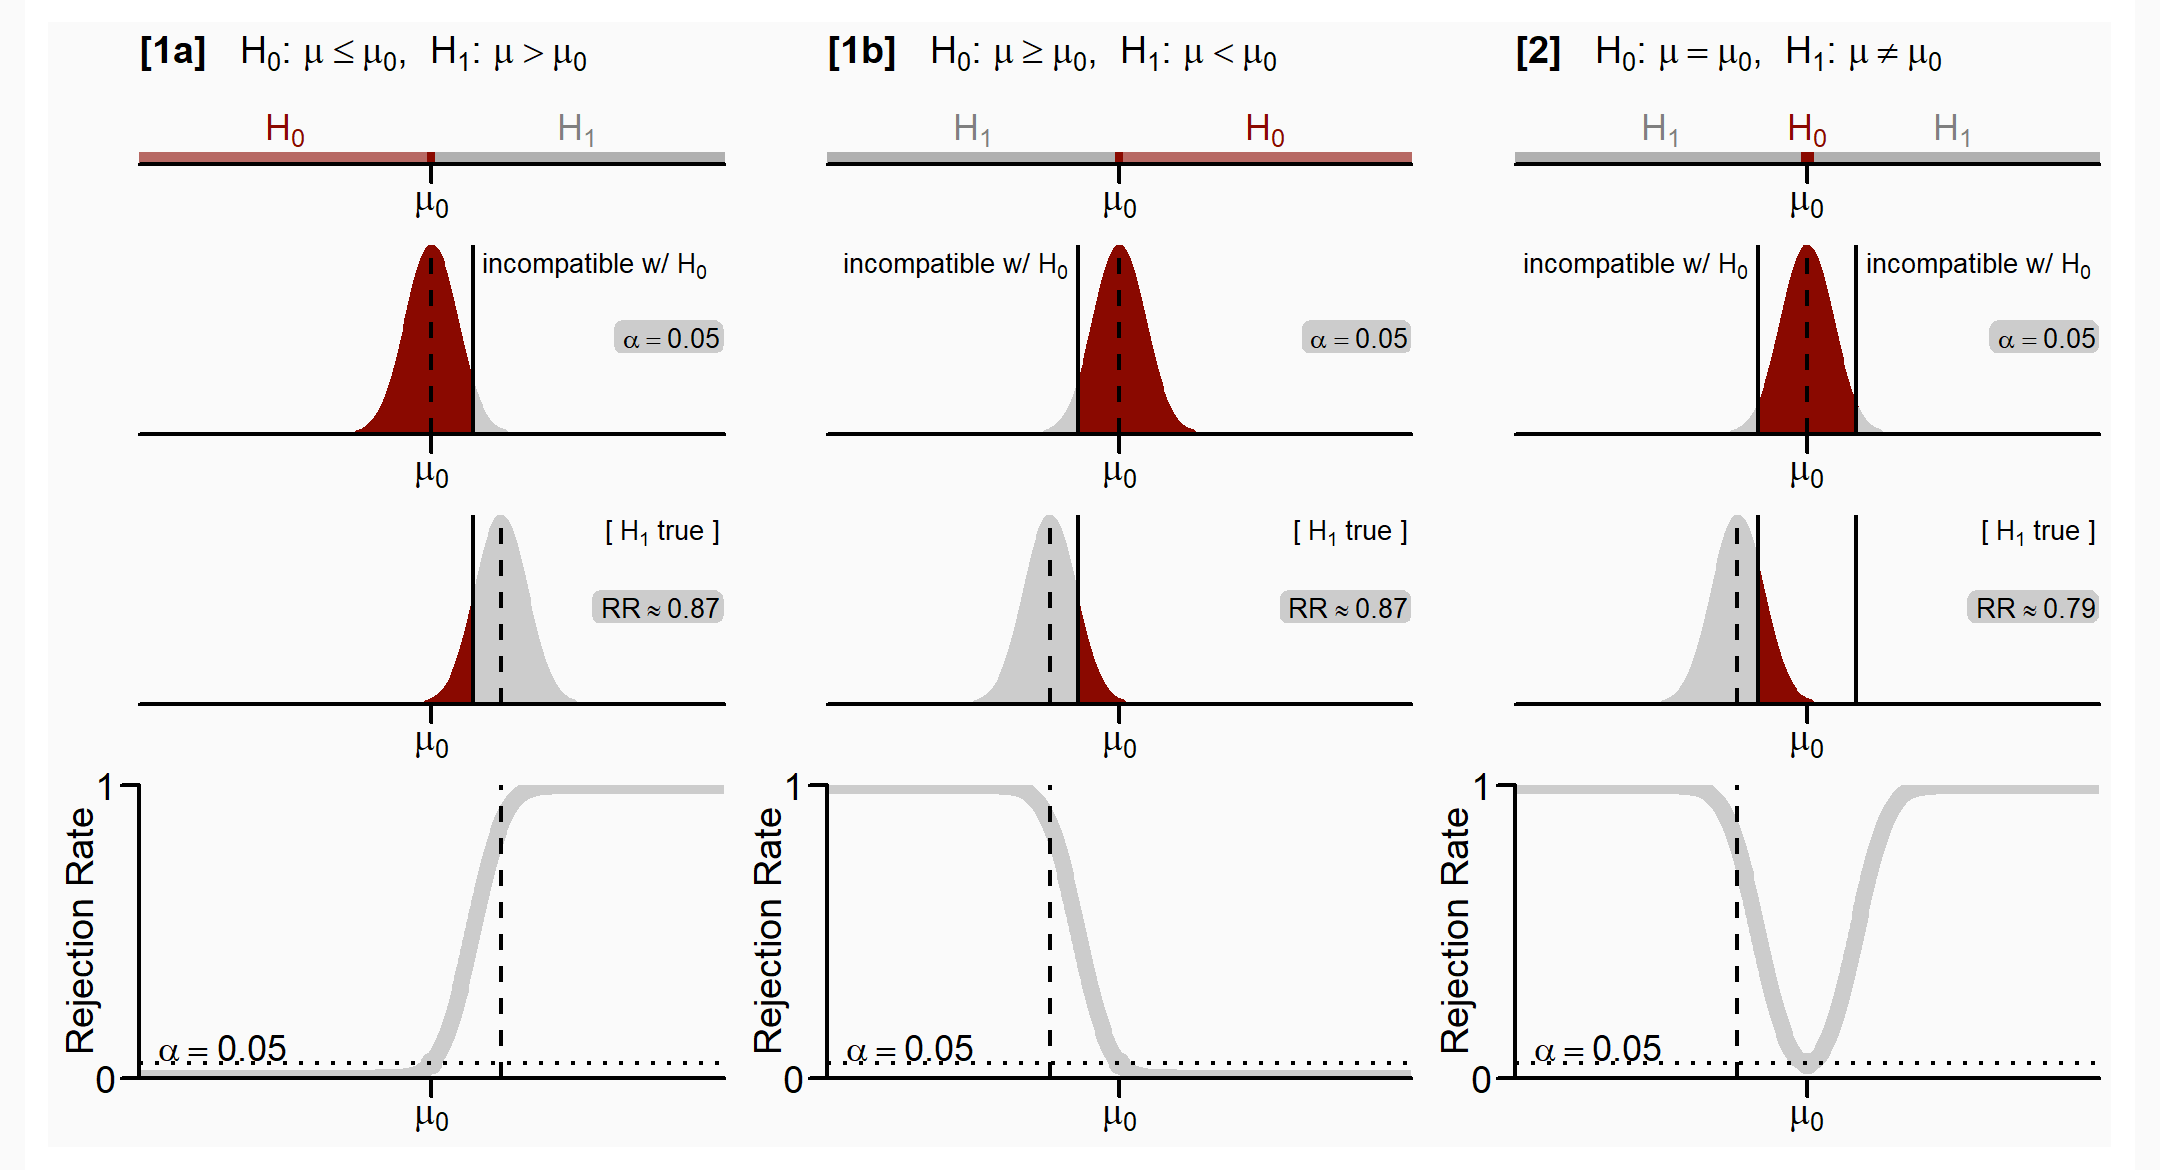 [1a] H₀: μ ≤ μ₀, H₁: μ > μ₀
H₀ H₁
μ₀
incompatible w/ H₀
α = 0.05
μ₀
[ H₁ true ]
RR ≈ 0.87
μ₀
1
Rejection Rate
α = 0.05
0
μ₀
[1b] H₀: μ ≥ μ₀, H₁: μ < μ₀
H₁ H₀
μ₀
incompatible w/ H₀
α = 0.05
μ₀
[ H₁ true ]
RR ≈ 0.87
μ₀
1
Rejection Rate
α = 0.05
0
μ₀
[2] H₀: μ = μ₀, H₁: μ ≠ μ₀
H₁ H₀ H₁
μ₀
incompatible w/ H₀ incompatible w/ H₀
α = 0.05
μ₀
[ H₁ true ]
RR ≈ 0.79
μ₀
1
Rejection Rate
α = 0.05
0
μ₀